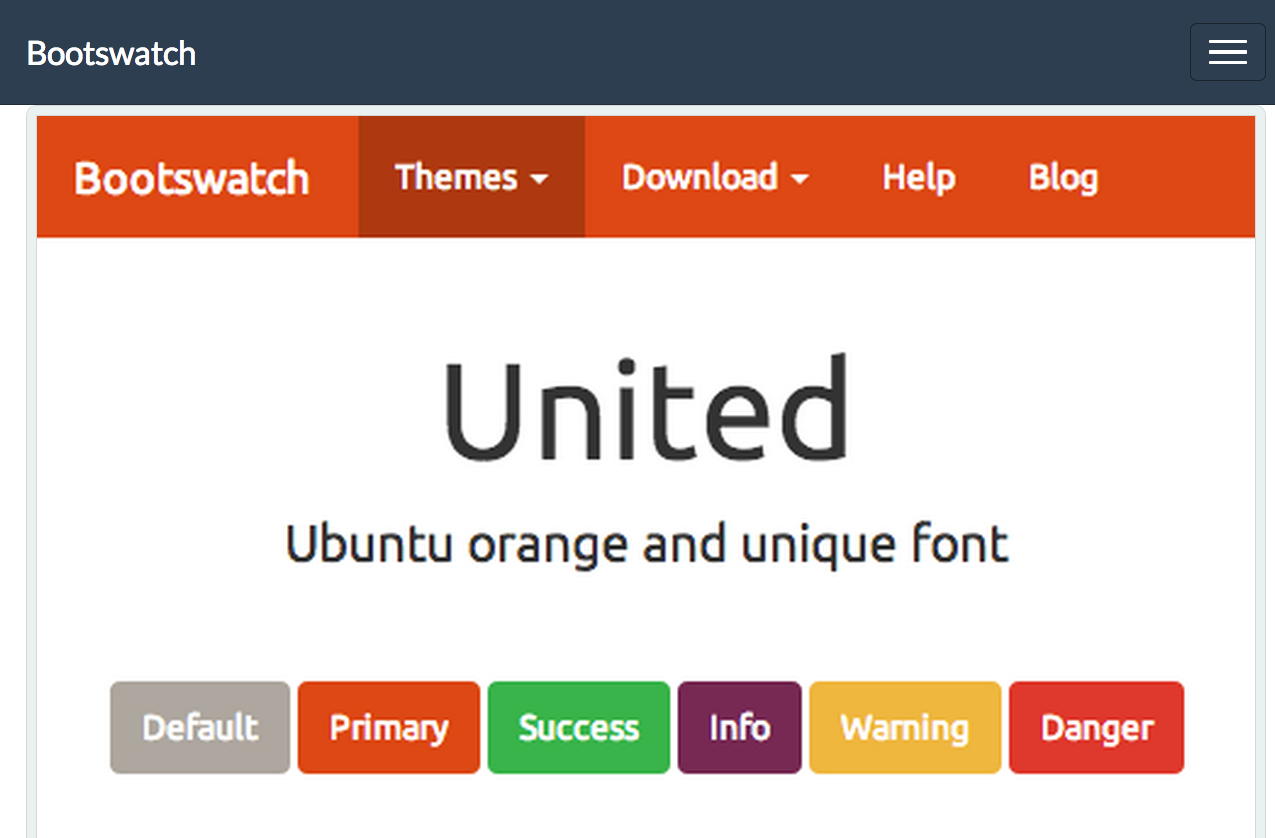 Bootswatch
Bootswatch Themes Download Help Blog
United
Ubuntu orange and unique font
Default Primary Success Info Warning Danger